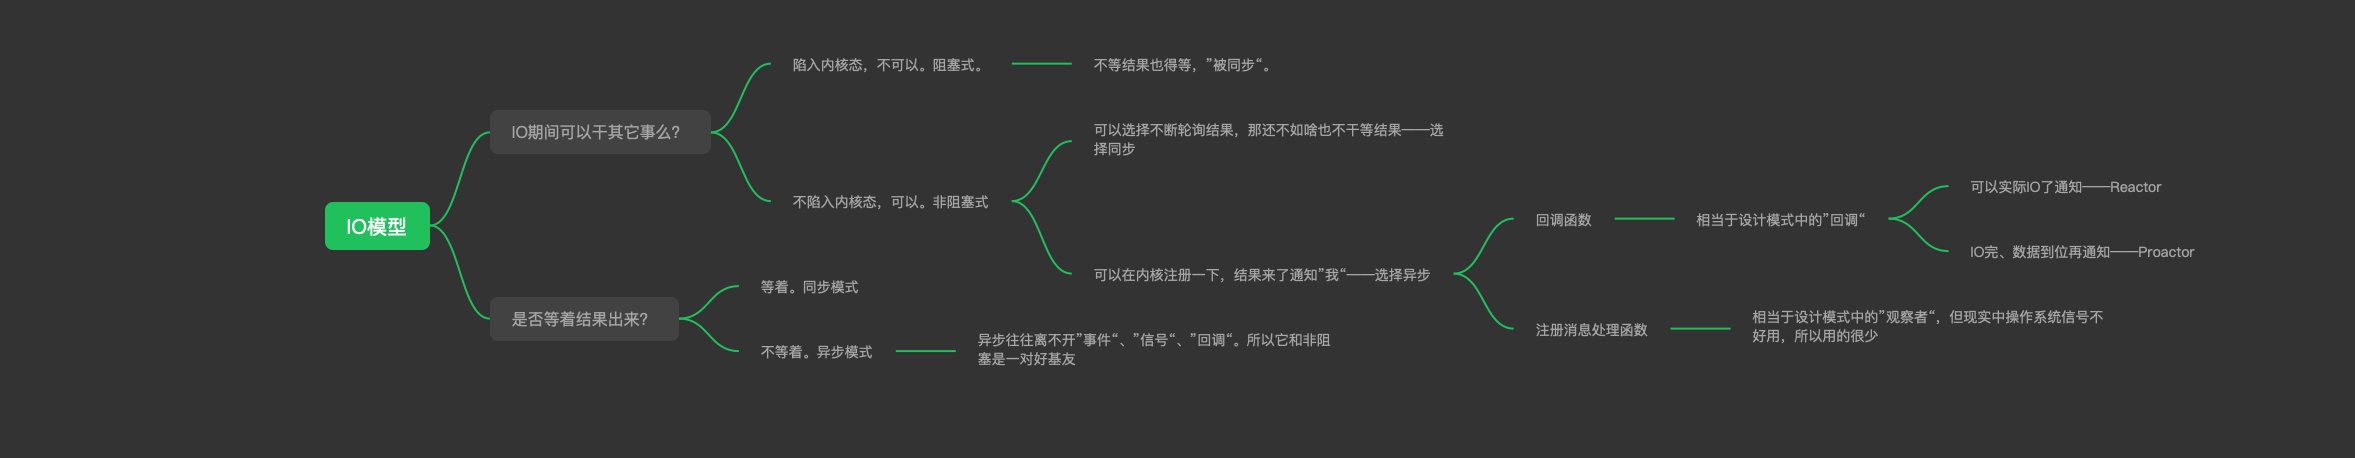 IO模型
IO期间可以干其它事么？
陷入内核态，不可以。阻塞式。
不等结果也得等，”被同步“。
不陷入内核态，可以。非阻塞式
可以选择不断轮询结果，那还不如啥也不干等结果——选
择同步
可以在内核注册一下，结果来了通知”我“——选择异步
回调函数
相当于设计模式中的”回调“
可以实际IO了通知——Reactor
IO完、数据到位再通知——Proactor
注册消息处理函数
相当于设计模式中的”观察者“，但现实中操作系统信号不
好用，所以用的很少
是否等着结果出来？
等着。同步模式
不等着。异步模式
异步往往离不开”事件“、”信号“、”回调“。所以它和非阻
塞是一对好基友